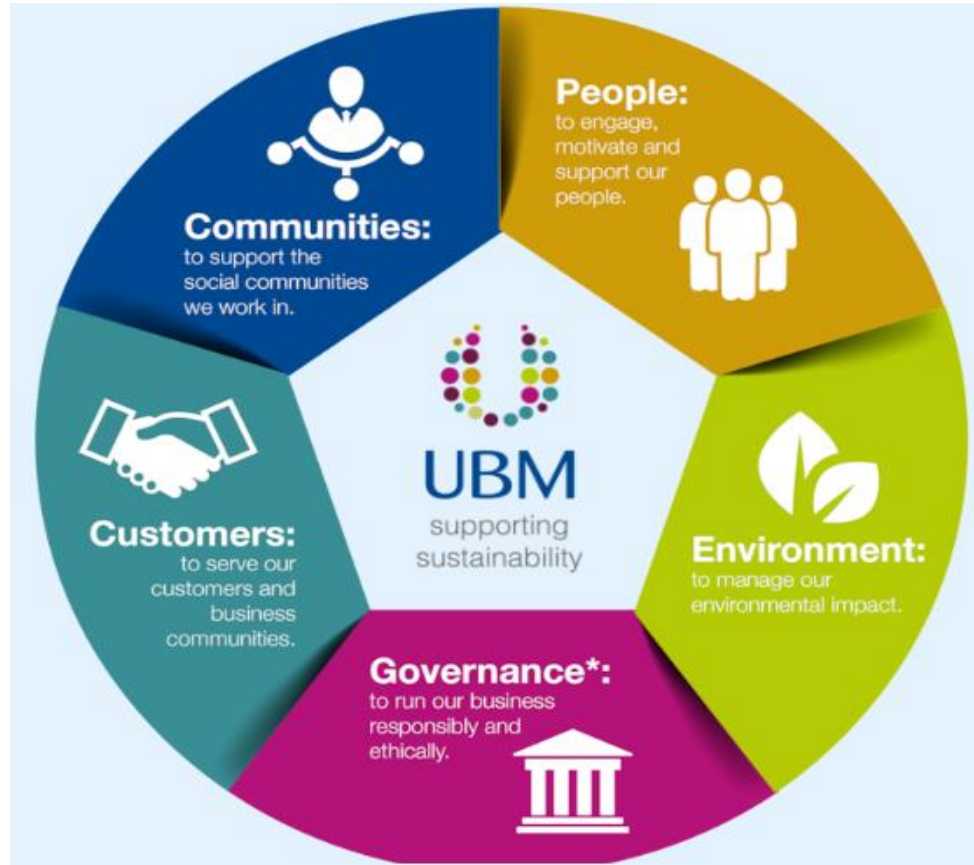 People:
to engage,
motivate and
support our
people.
Environment:
to manage our
environmental impact.
Governance*:
to run our business
responsibly and
ethically.
Customers:
to serve our
customers and
business
communities.
Communities:
to support the
social communities
we work in.
UBM
supporting
sustainability